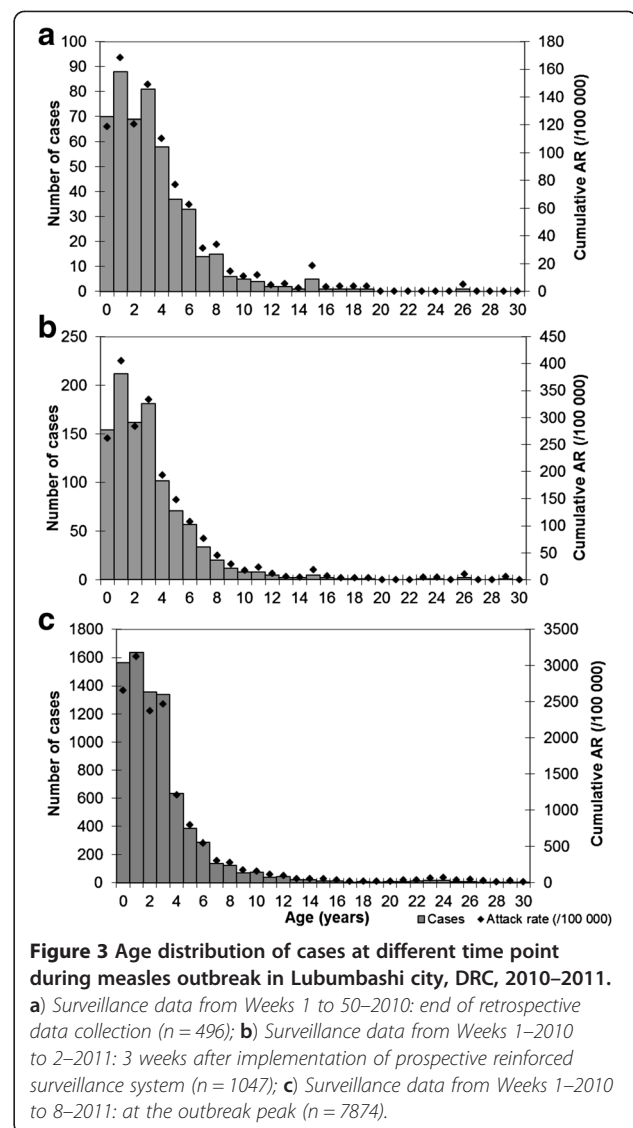 a
100 90 80 70 60 50 40 30 20 10 0
Number of cases
180 160 140 120 100 80 60 40 20 0
Cumulative AR (/100 000)
0 2 4 6 8 10 12 14 16 18 20 22 24 26 28 30
b
250 200 150 100 50 0
Number of cases
450 400 350 300 250 200 150 100 50 0
Cumulative AR (/100 000)
0 2 4 6 8 10 12 14 16 18 20 22 24 26 28 30
c
1800 1600 1400 1200 1000 800 600 400 200 0
Number of cases
3500 3000 2500 2000 1500 1000 500 0
Cumulative AR (/100 000)
0 2 4 6 8 10 12 14 16 18 20 22 24 26 28 30
Age (years)
Cases Attack rate (/100 000)
Figure 3 Age distribution of cases at different time point
during measles outbreak in Lubumbashi city, DRC, 2010–2011.
a) Surveillance data from Weeks 1 to 50–2010: end of retrospective
data collection (n = 496); b) Surveillance data from Weeks 1–2010
to 2–2011: 3 weeks after implementation of prospective reinforced
surveillance system (n = 1047); c) Surveillance data from Weeks 1–2010
to 8–2011: at the outbreak peak (n = 7874).